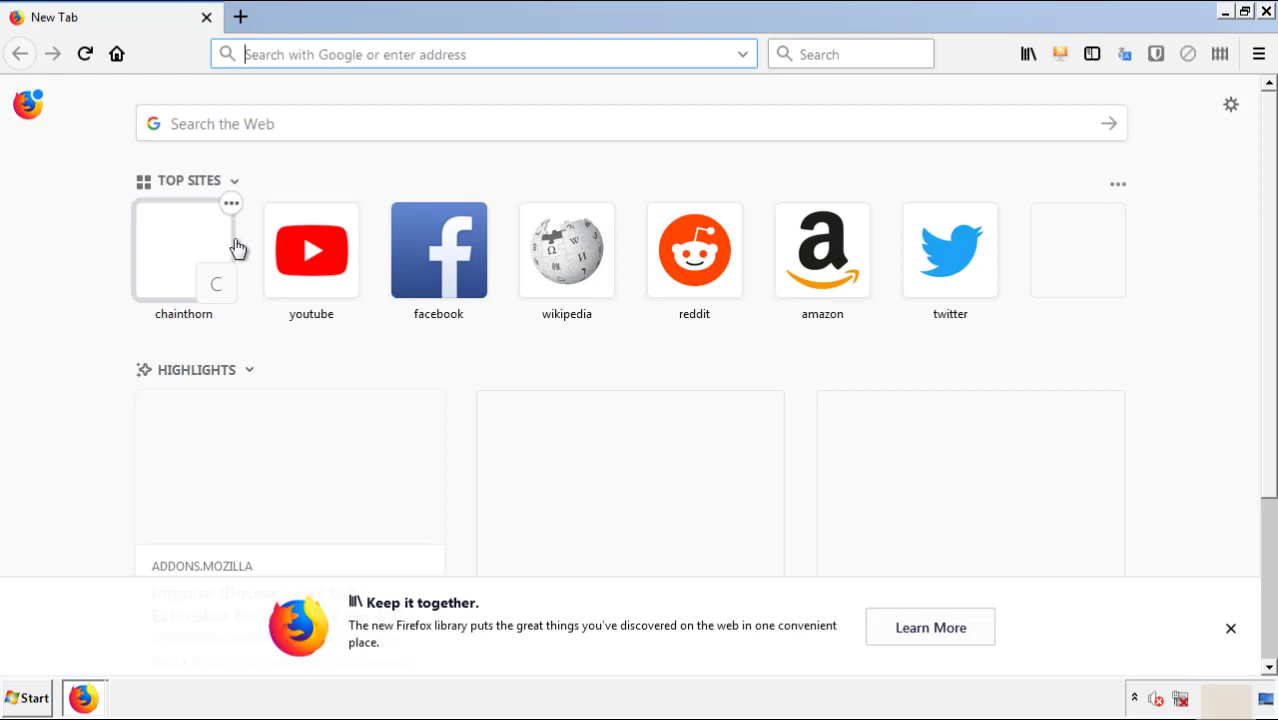 New Tab
Search with Google or enter address
Search
Search the Web
TOP SITES
C
chainthorn
youtube
facebook
wikipedia
reddit
amazon
twitter
HIGHLIGHTS
ADDONS.MOZILLA
Keep it together.
The new Firefox library puts the great things you've discovered on the web in one convenient
place.
Learn More
Start